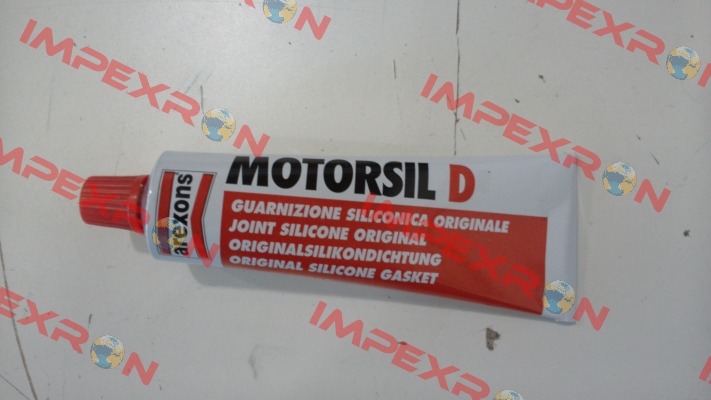 IMPEXRON
arexons
MOTORSIL D
GUARNIZIONE SILICONICA ORIGINALE
JOINT SILICONE ORIGINAL
ORIGINALSILIKONDICHTUNG
ORIGINAL SILICONE GASKET
IMPEXRON
IMPEXRON
IMPEXRON
IMPEXRON